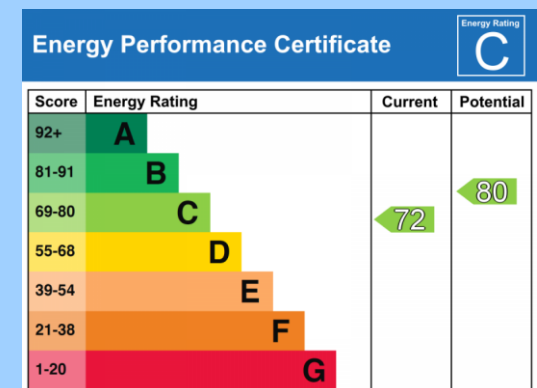 Energy Performance Certificate
Energy Rating
C
Score Energy Rating Current Potential
92+ A
81-91 B
80
69-80 C
72
55-68 D
39-54 E
21-38 F
1-20 G